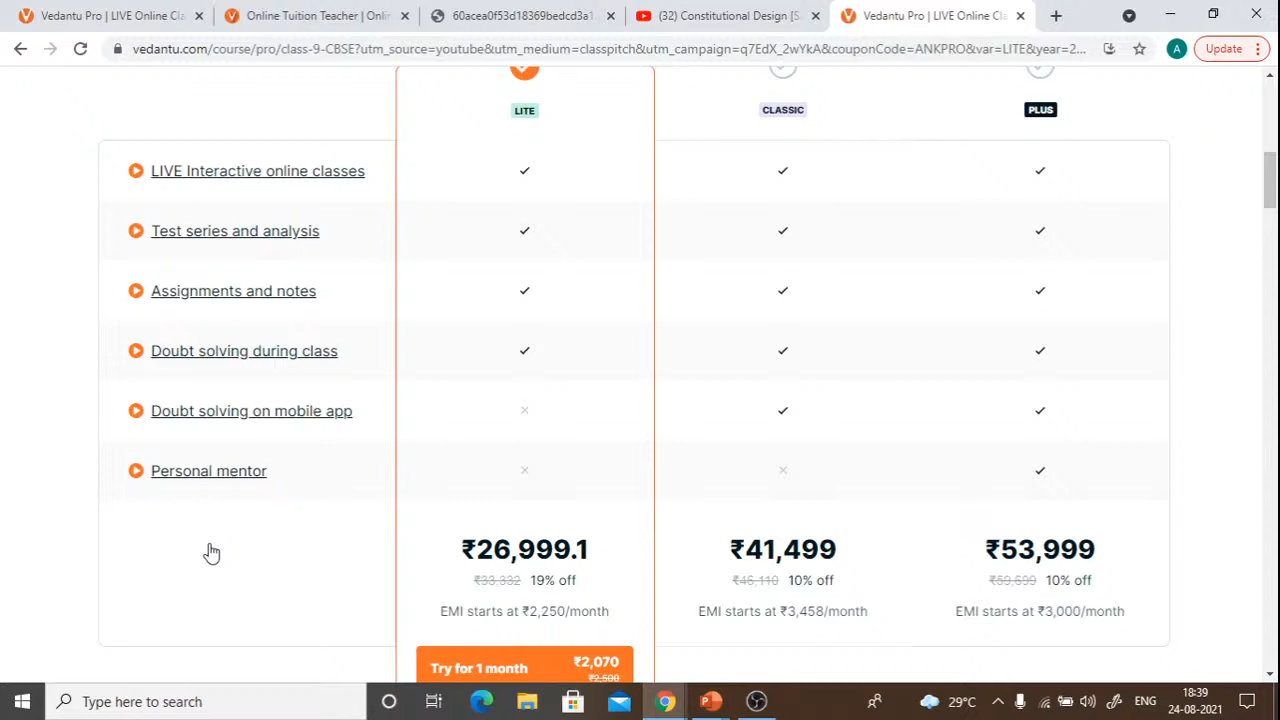 Vedantu Pro | LIVE Online Cla
Online Tuition Teacher | Onlin
60acea0f53d18369bedcd3a1
(32) Constitutional Design [S
Vedantu Pro | LIVE Online Cla
vedantu.com/course/pro/class-9-CBSE?utm_source=youtube&utm_medium=classpitch&utm_campaign=q7EdX_2wYkA&couponCode=ANKPRO&var=LITE&year=2...
A
Update
LITE
CLASSIC
PLUS
LIVE Interactive online classes
Test series and analysis
Assignments and notes
Doubt solving during class
Doubt solving on mobile app
Personal mentor
₹26,999.1
₹41,499
₹53,999
₹33,332 19% off
₹46,110 10% off
₹59,699 10% off
EMI starts at ₹2,250/month
EMI starts at ₹3,458/month
EMI starts at ₹3,000/month
Try for 1 month
₹2,070
₹2,500
Type here to search
29°C
ENG
18:39
24-08-2021